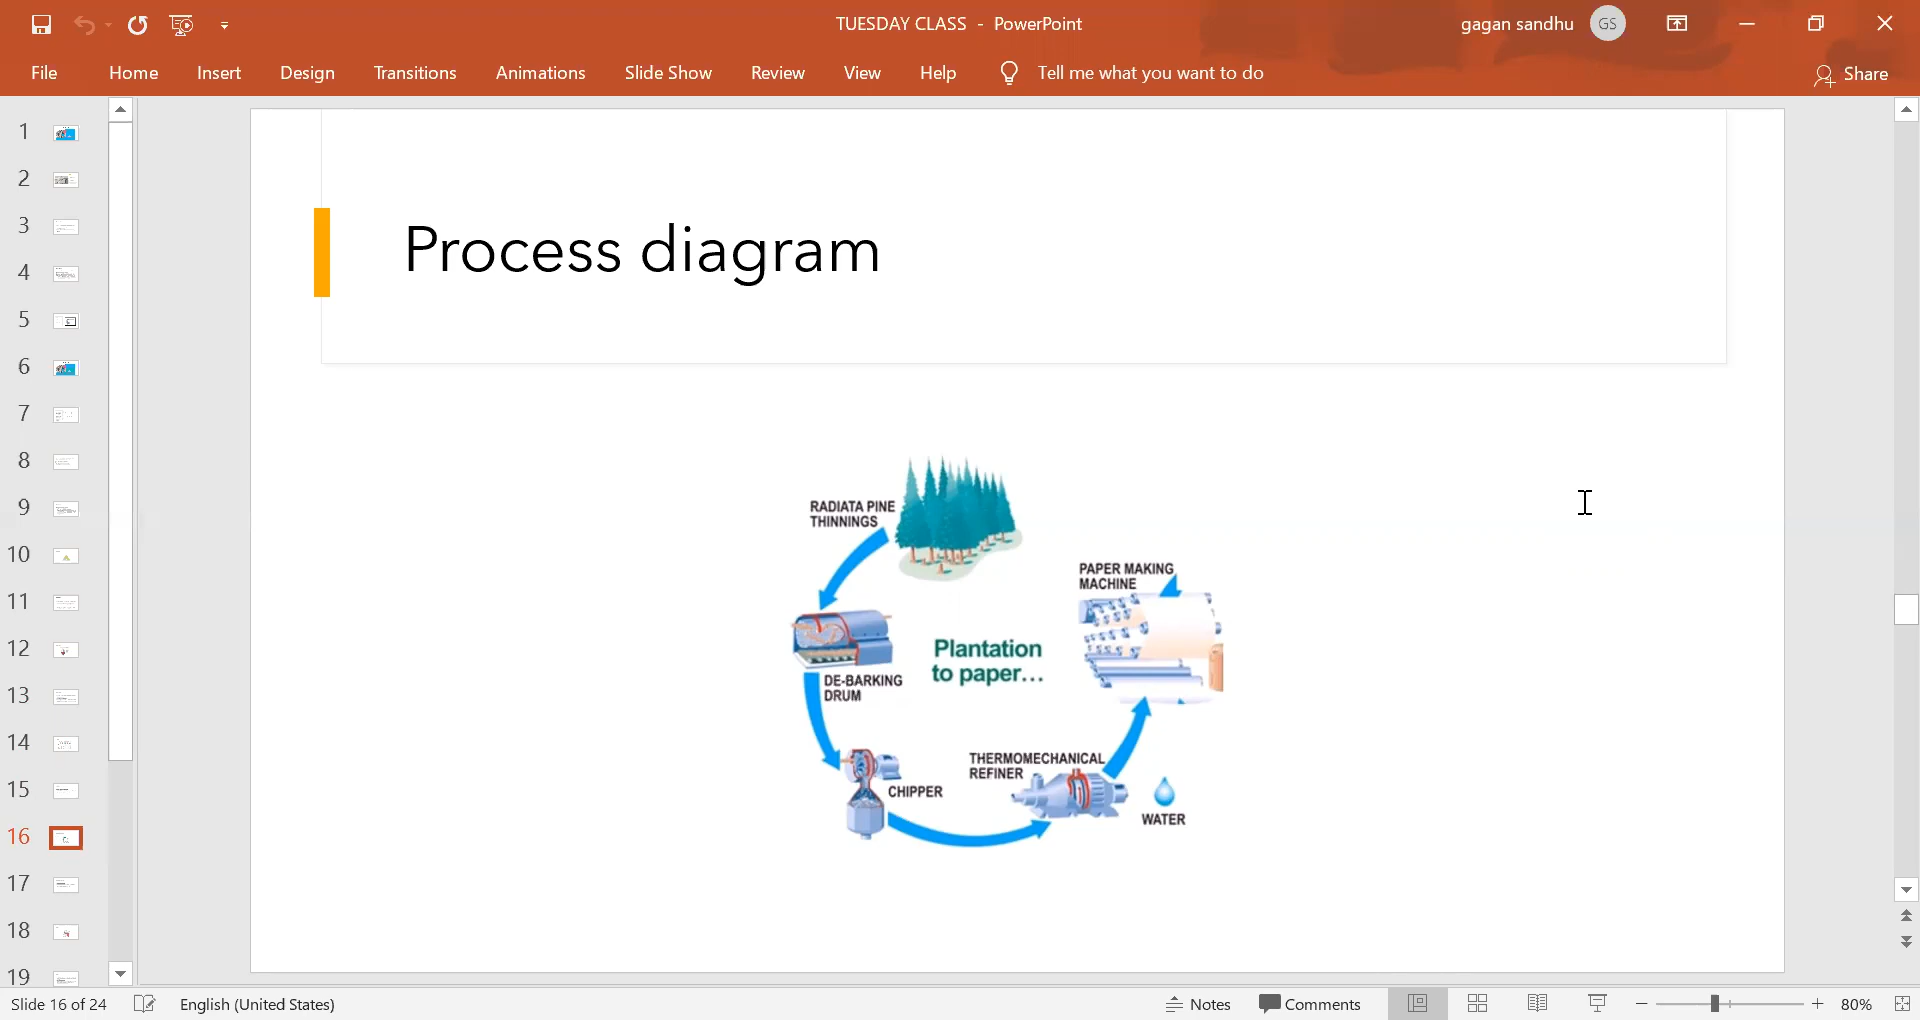 TUESDAY CLASS - PowerPoint
gagan sandhu GS
File Home Insert Design Transitions Animations Slide Show Review View Help Tell me what you want to do Share
1
2
3
4
5
6
7
8
9
10
11
12
13
14
15
16
17
18
19
Process diagram
RADIATA PINE
THINNINGS
PAPER MAKING
MACHINE
Plantation
to paper...
DE-BARKING
DRUM
THERMOMECHANICAL
REFINER
CHIPPER
WATER
Slide 16 of 24 English (United States) Notes Comments 80%